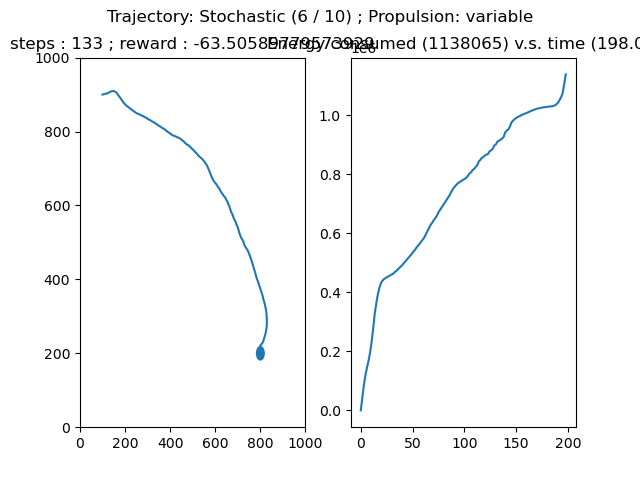 Trajectory: Stochastic (6 / 10) ; Propulsion: variable
steps : 133 ; reward : -63.5058 Energy consumed (1138065) v.s. time (198.0
1e6
1000
800
600
400
200
0
0 200 400 600 800 1000
1.0
0.8
0.6
0.4
0.2
0.0
0 50 100 150 200